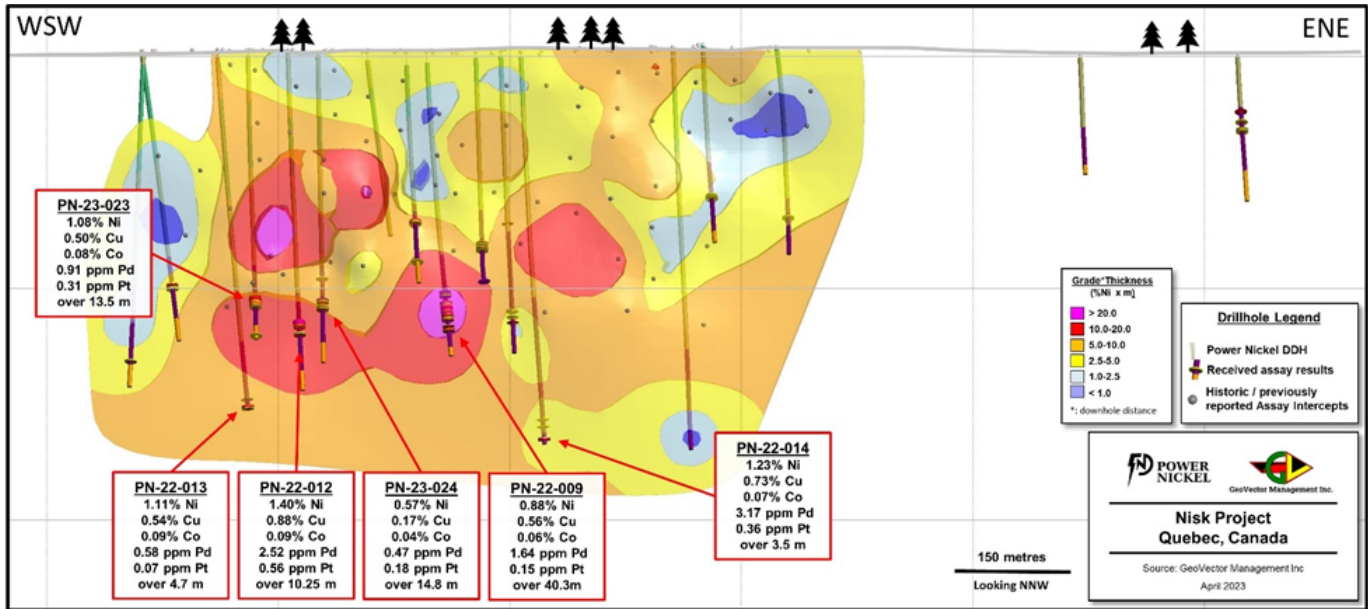 WSW
ENE
PN-23-023
1.08% Ni
0.50% Cu
0.08% Co
0.91 ppm Pd
0.31 ppm Pt
over 13.5 m
PN-22-013
1.11% Ni
0.54% Cu
0.09% Co
0.58 ppm Pd
0.07 ppm Pt
over 4.7 m
PN-22-012
1.40% Ni
0.88% Cu
0.09% Co
2.52 ppm Pd
0.56 ppm Pt
over 10.25 m
PN-23-024
0.57% Ni
0.17% Cu
0.04% Co
0.47 ppm Pd
0.18 ppm Pt
over 14.8 m
PN-22-009
0.88% Ni
0.56% Cu
0.06% Co
1.64 ppm Pd
0.15 ppm Pt
over 40.3m
PN-22-014
1.23% Ni
0.73% Cu
0.07% Co
3.17 ppm Pd
0.36 ppm Pt
over 3.5 m
Grade*Thickness
(%Ni x m)
> 20.0
10.0-20.0
5.0-10.0
2.5-5.0
1.0-2.5
< 1.0
*: downhole distance
Drillhole Legend
Power Nickel DDH
Received assay results
Historic / previously
reported Assay Intercepts
150 metres
Looking NNW
POWER
NICKEL
GeoVector Management Inc.
Nisk Project
Quebec, Canada
Source: GeoVector Management Inc
April 2023